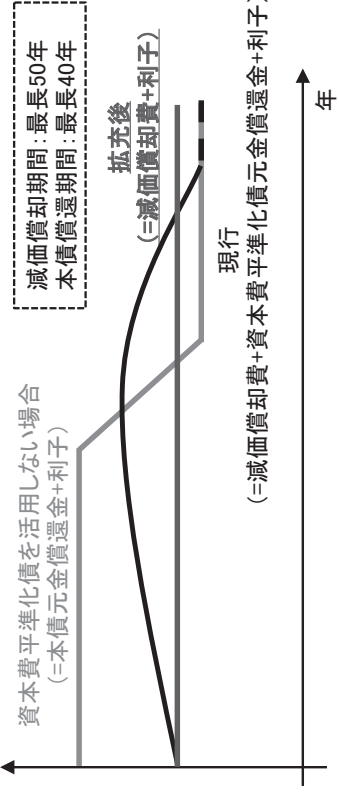 減価償却期間:最長50年
本債償還期間:最長40年
資本費平準化債を活用しない場合
(=本債元金償還金+利子)
拡充後
(=減価償却費+利子)
現行
(=減価償却費+資本費平準化債元金償還金+利子)
年